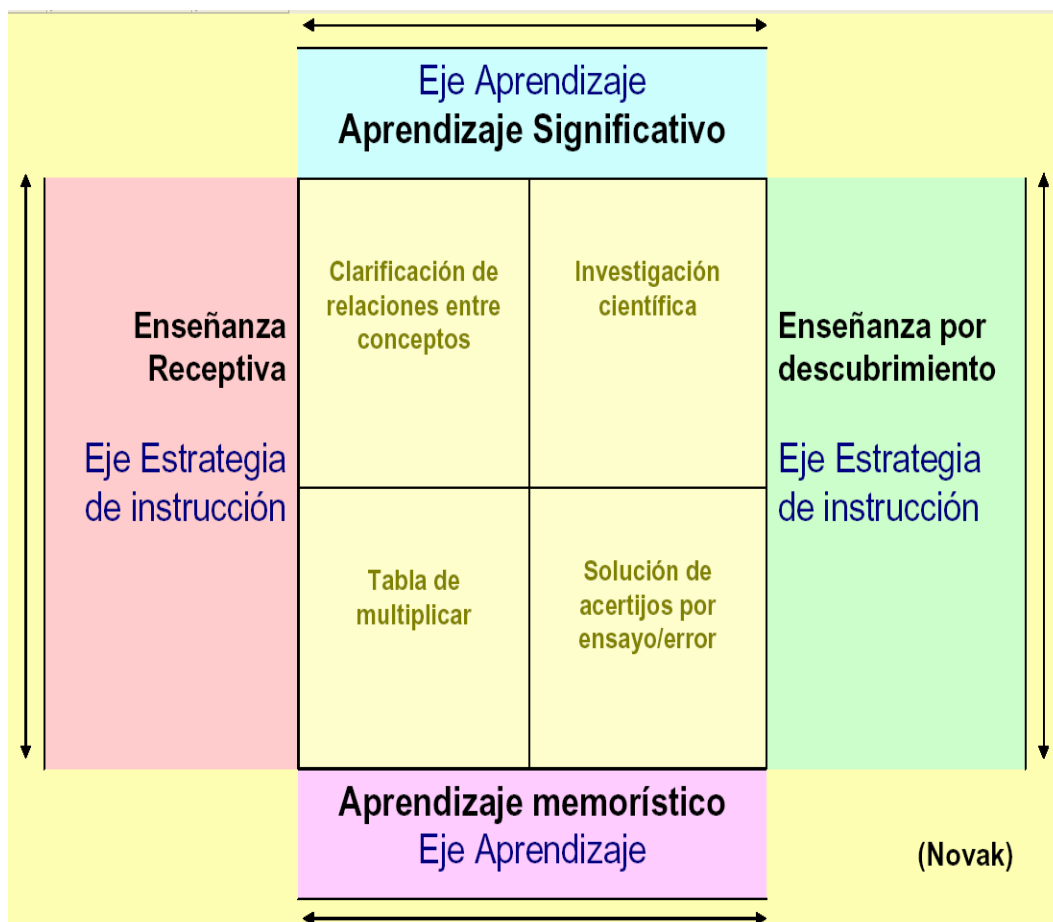 Eje Aprendizaje
Aprendizaje Significativo
Enseñanza
Receptiva
Eje Estrategia
de instrucción
Clarificación de
relaciones entre
conceptos
Investigación
científica
Tabla de
multiplicar
Solución de
acertijos por
ensayo/error
Enseñanza por
descubrimiento
Eje Estrategia
de instrucción
Aprendizaje memorístico
Eje Aprendizaje
(Novak)